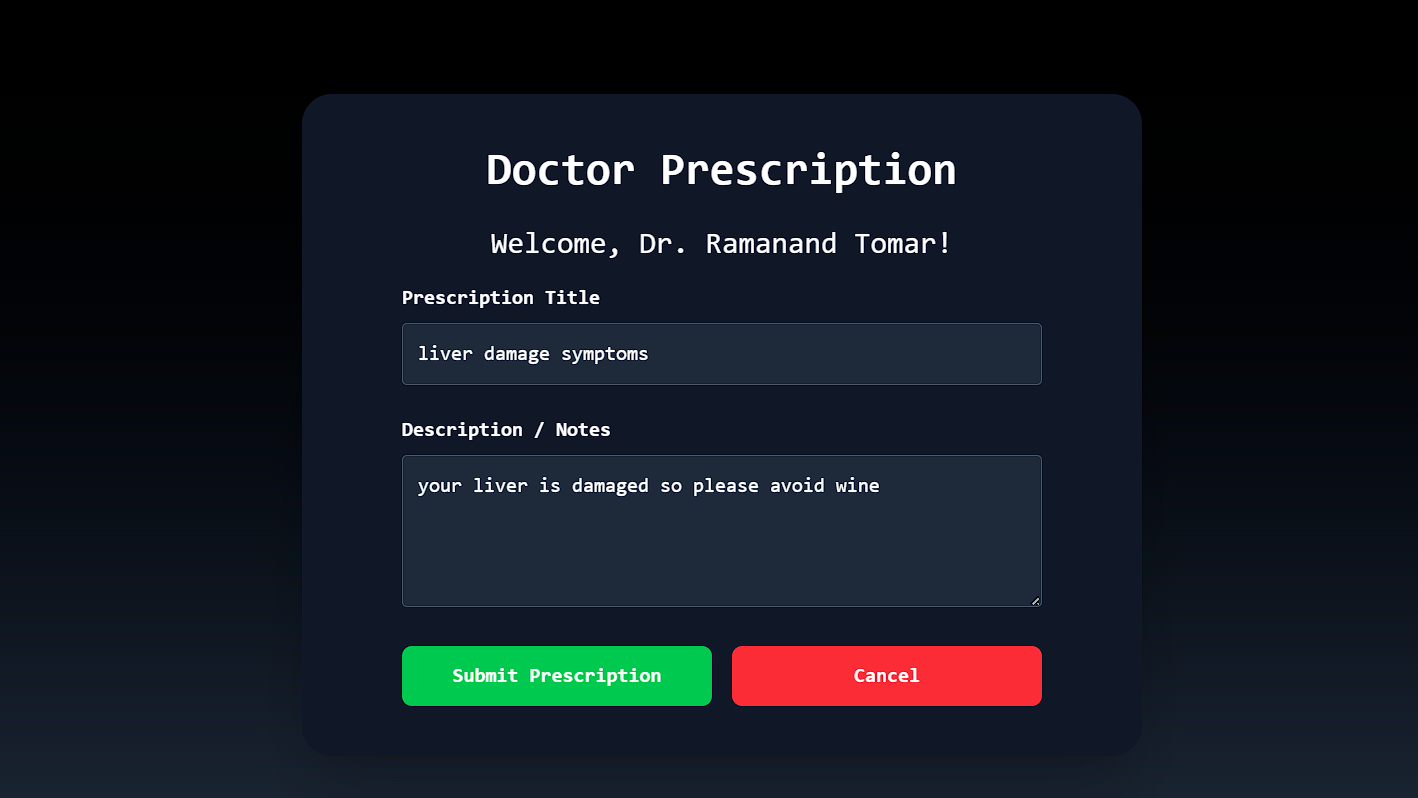 Doctor Prescription
Welcome, Dr. Ramanand Tomar!
Prescription Title
liver damage symptoms
Description / Notes
your liver is damaged so please avoid wine
Submit Prescription
Cancel